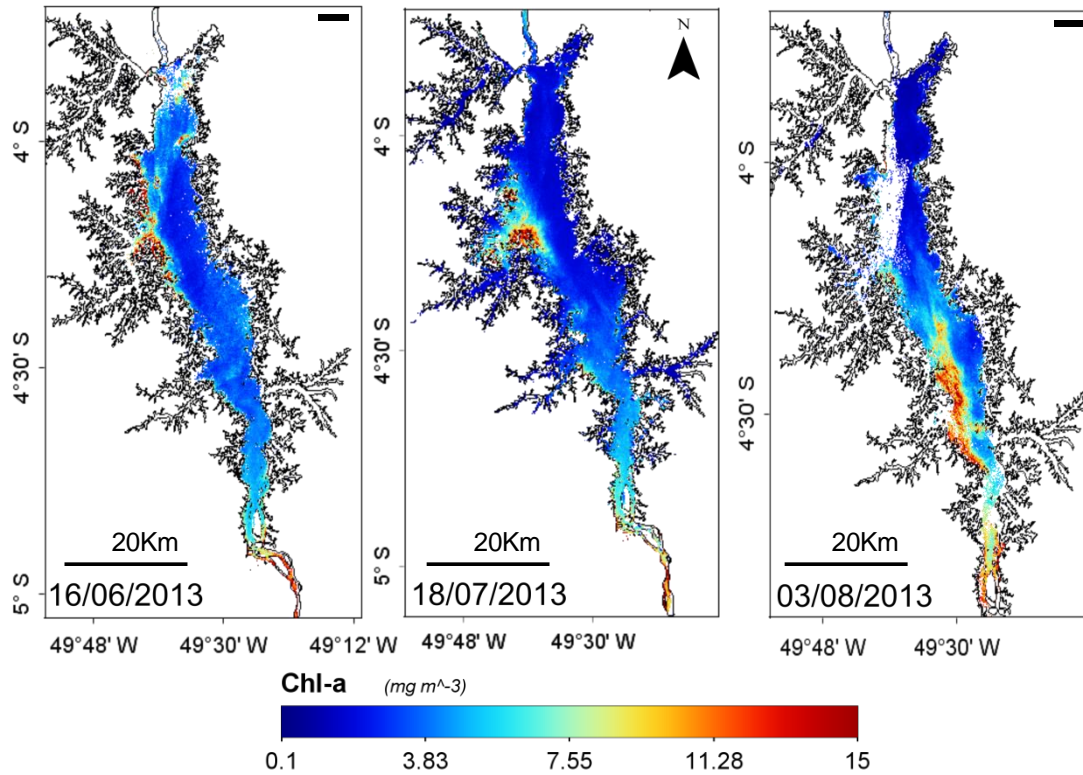 N
4° S
4°30' S
5° S
20Km
16/06/2013
49°48' W 49°30' W 49°12' W
4° S
4°30' S
5° S
20Km
18/07/2013
49°48' W 49°30' W
4° S
4°30' S
20Km
03/08/2013
49°48' W 49°30' W
Chl-a (mg m^-3)
0.1 3.83 7.55 11.28 15